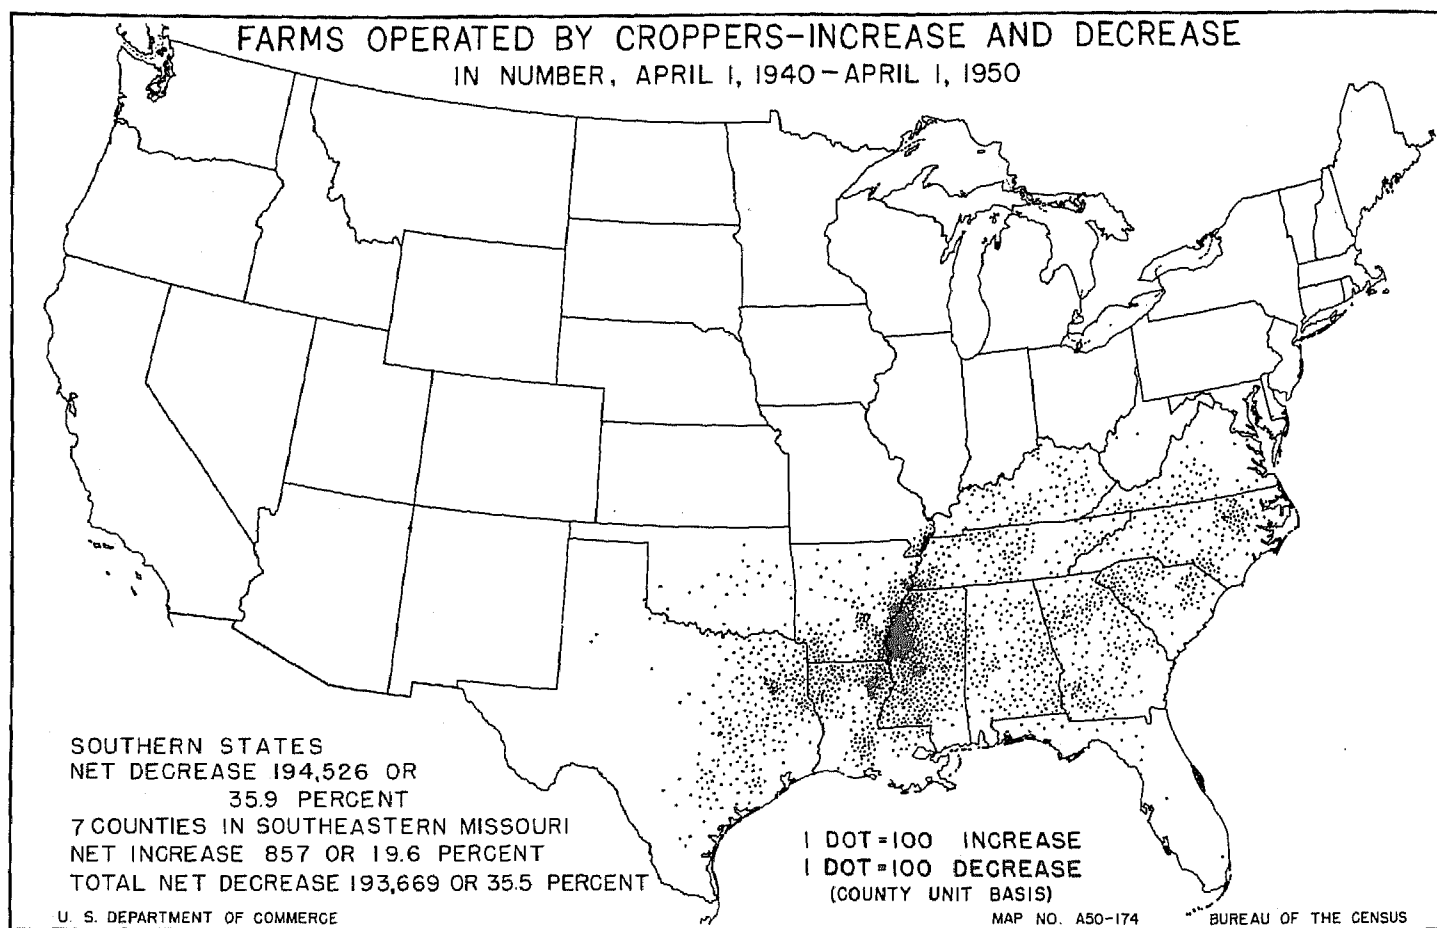 FARMS OPERATED BY CROPPERS-INCREASE AND DECREASE
IN NUMBER, APRIL 1, 1940-APRIL 1, 1950
SOUTHERN STATES
NET DECREASE 194,526 OR
35.9 PERCENT
7 COUNTIES IN SOUTHEASTERN MISSOURI
NET INCREASE 857 OR 19.6 PERCENT
TOTAL NET DECREASE 193,669 OR 35.5 PERCENT
1 DOT=100 INCREASE
1 DOT=100 DECREASE
(COUNTY UNIT BASIS)
U. S. DEPARTMENT OF COMMERCE
MAP NO. A50-174
BUREAU OF THE CENSUS